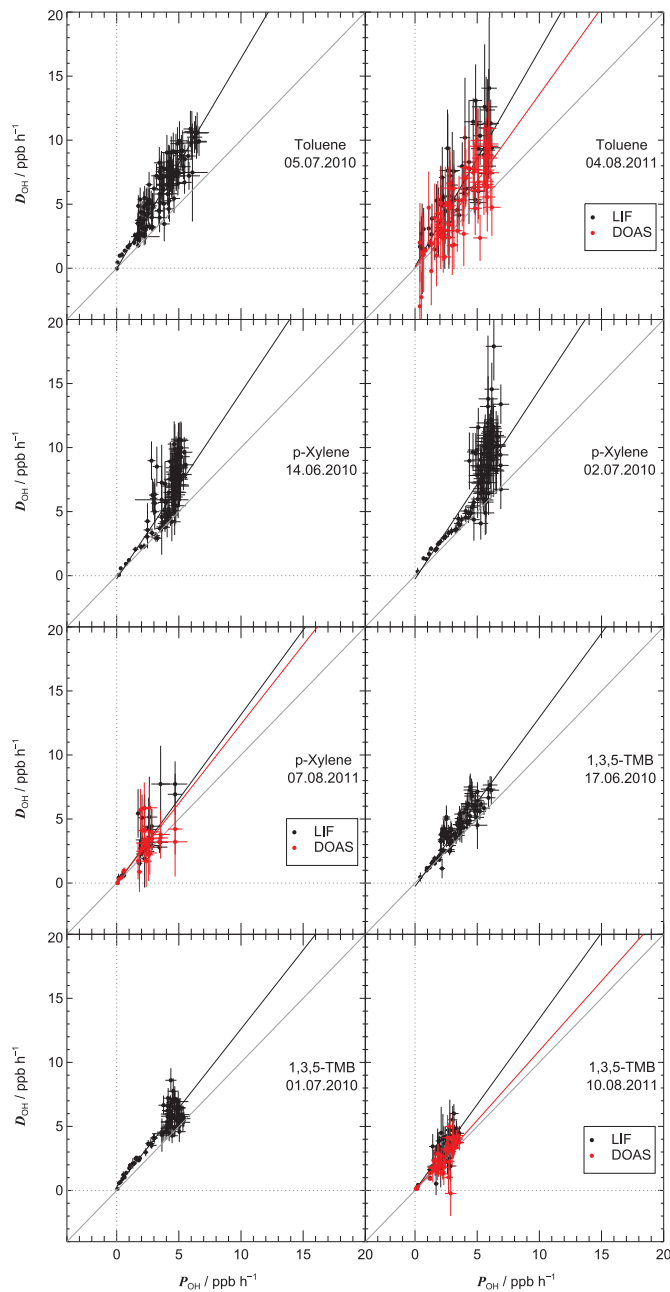 20
15
10
5
0
D_OH / ppb h⁻¹
Toluene
05.07.2010
Toluene
04.08.2011
LIF
DOAS
20
15
10
5
0
D_OH / ppb h⁻¹
p-Xylene
14.06.2010
p-Xylene
02.07.2010
20
15
10
5
0
D_OH / ppb h⁻¹
p-Xylene
07.08.2011
LIF
DOAS
1,3,5-TMB
17.06.2010
20
15
10
5
0
D_OH / ppb h⁻¹
1,3,5-TMB
01.07.2010
1,3,5-TMB
10.08.2011
LIF
DOAS
0 5 10 15 20 0 5 10 15 20
P_OH / ppb h⁻¹ P_OH / ppb h⁻¹